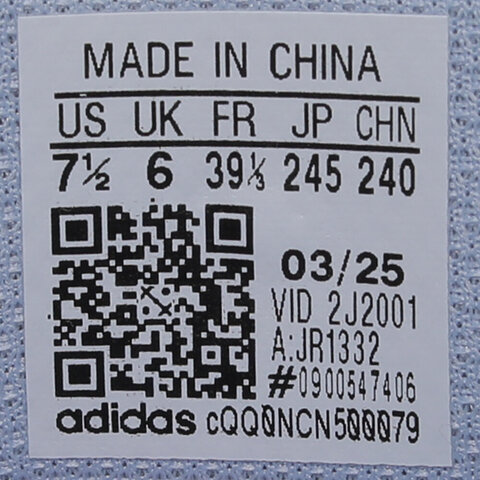 MADE IN CHINA
US UK FR JP CHN
7½ 6 39⅓ 245 240
03/25
VID 2J2001
A:JR1332
#0900547406
adidas cQQ0NCN500079